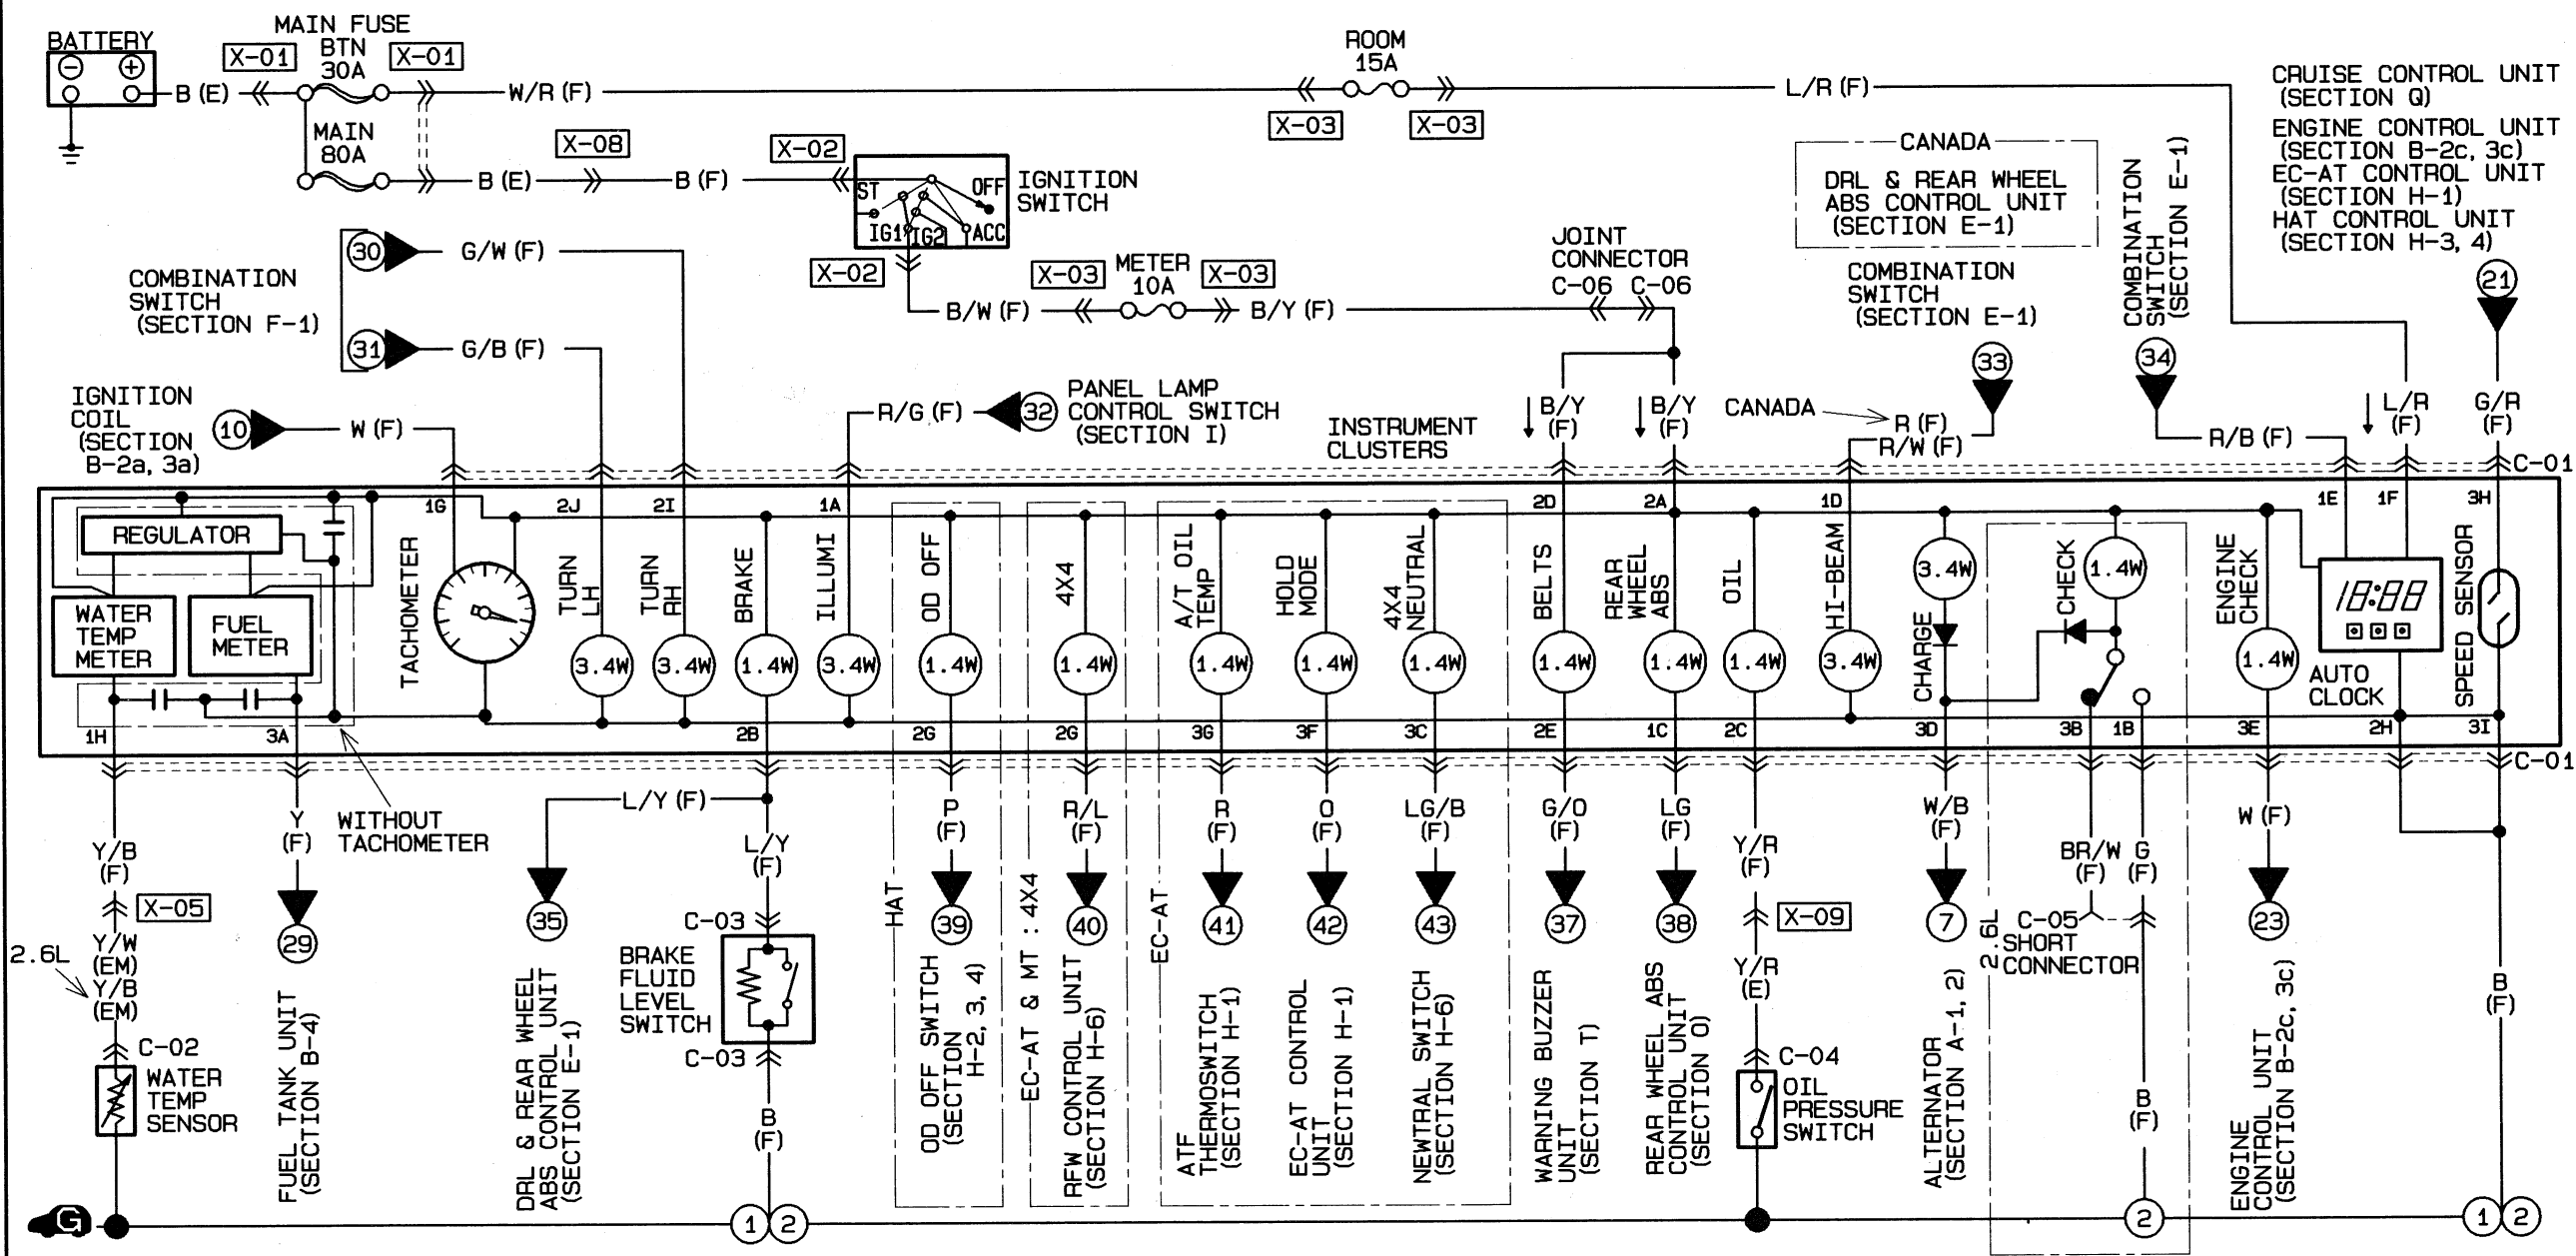 BATTERY
MAIN FUSE
BTN
30A
X-01
X-01
B (E)
W/R (F)
ROOM
15A
X-03
X-03
L/R (F)
MAIN
80A
B (E)
X-08
B (F)
X-02
ST
OFF
IG1
IG2
ACC
IGNITION
SWITCH
X-02
B/W (F)
X-03
METER
10A
X-03
B/Y (F)
JOINT
CONNECTOR
C-06 C-06
CANADA
DRL & REAR WHEEL
ABS CONTROL UNIT
(SECTION E-1)
COMBINATION
SWITCH
(SECTION E-1)
33
COMBINATION
SWITCH
(SECTION E-1)
34
CRUISE CONTROL UNIT
(SECTION Q)
ENGINE CONTROL UNIT
(SECTION B-2c, 3c)
EC-AT CONTROL UNIT
(SECTION H-1)
HAT CONTROL UNIT
(SECTION H-3, 4)
21
COMBINATION
SWITCH
(SECTION F-1)
30
G/W (F)
31
G/B (F)
IGNITION
COIL
(SECTION
B-2a, 3a)
10
W (F)
R/G (F)
32
PANEL LAMP
CONTROL SWITCH
(SECTION I)
INSTRUMENT
CLUSTERS
B/Y
(F)
B/Y
(F)
CANADA
R (F)
R/W (F)
R/B (F)
L/R
(F)
G/R
(F)
C-01
1G
2J
2I
1A
2D
2A
1D
1E
1F
3H
REGULATOR
WATER
TEMP
METER
FUEL
METER
TACHOMETER
TURN
LH
3.4W
TURN
RH
3.4W
BRAKE
1.4W
ILLUMI
3.4W
OD OFF
1.4W
4X4
1.4W
A/T OIL
TEMP
1.4W
HOLD
MODE
1.4W
4X4
NEUTRAL
1.4W
BELTS
1.4W
REAR
WHEEL
ABS
1.4W
OIL
1.4W
HI-BEAM
3.4W
3.4W
CHARGE
CHECK
1.4W
ENGINE
CHECK
1.4W
18:88
AUTO
CLOCK
SPEED SENSOR
1H
3A
2B
2G
2G
3G
3F
3C
2E
1C
2C
3D
3B
1B
3E
2H
3I
C-01
WITHOUT
TACHOMETER
Y/B
(F)
X-05
2.6L
Y/W
(EM)
Y/B
(EM)
C-02
WATER
TEMP
SENSOR
Y
(F)
29
FUEL TANK UNIT
(SECTION B-4)
L/Y (F)
35
DRL & REAR WHEEL
ABS CONTROL UNIT
(SECTION E-1)
L/Y
(F)
C-03
BRAKE
FLUID
LEVEL
SWITCH
C-03
B
(F)
HAT
P
(F)
39
OD OFF SWITCH
(SECTION
H-2, 3, 4)
EC-AT & MT : 4X4
R/L
(F)
40
RFW CONTROL UNIT
(SECTION H-6)
EC-AT
R
(F)
41
ATF
THERMOSWITCH
(SECTION H-1)
O
(F)
42
EC-AT CONTROL
UNIT
(SECTION H-1)
LG/B
(F)
43
NEWTRAL SWITCH
(SECTION H-6)
G/O
(F)
37
WARNING BUZZER
UNIT
(SECTION T)
LG
(F)
38
REAR WHEEL ABS
CONTROL UNIT
(SECTION O)
Y/R
(F)
X-09
Y/R
(E)
C-04
OIL
PRESSURE
SWITCH
W/B
(F)
7
ALTERNATOR
(SECTION A-1, 2)
2.6L
BR/W
(F)
G
(F)
C-05
SHORT
CONNECTOR
B
(F)
W (F)
23
ENGINE
CONTROL UNIT
(SECTION B-2c, 3c)
B
(F)
G
1
2
2
1
2